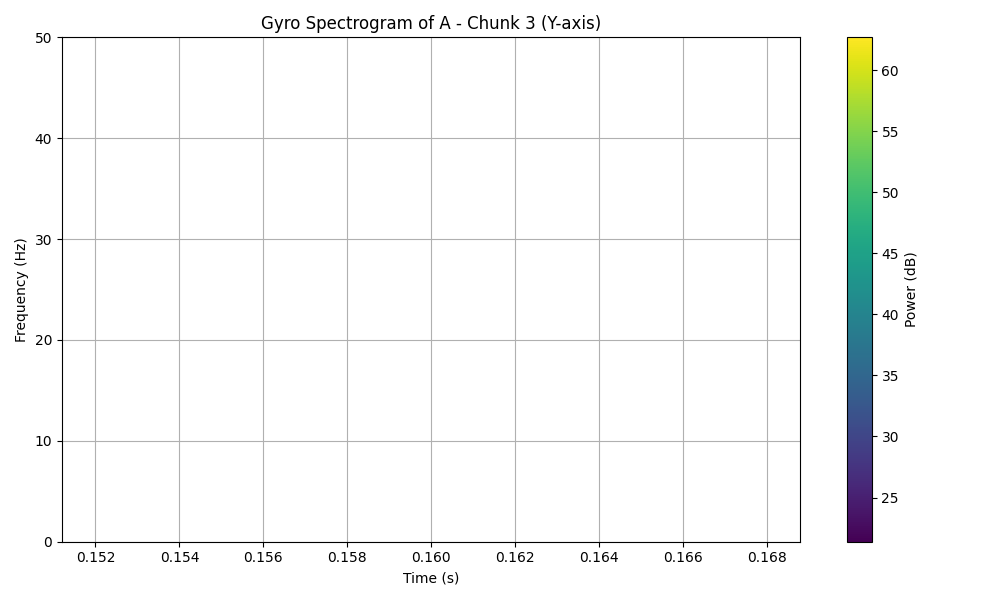 Gyro Spectrogram of A - Chunk 3 (Y-axis)
50
40
30
20
10
0
Frequency (Hz)
0.152 0.154 0.156 0.158 0.160 0.162 0.164 0.166 0.168
Time (s)
60
55
50
45
40
35
30
25
Power (dB)